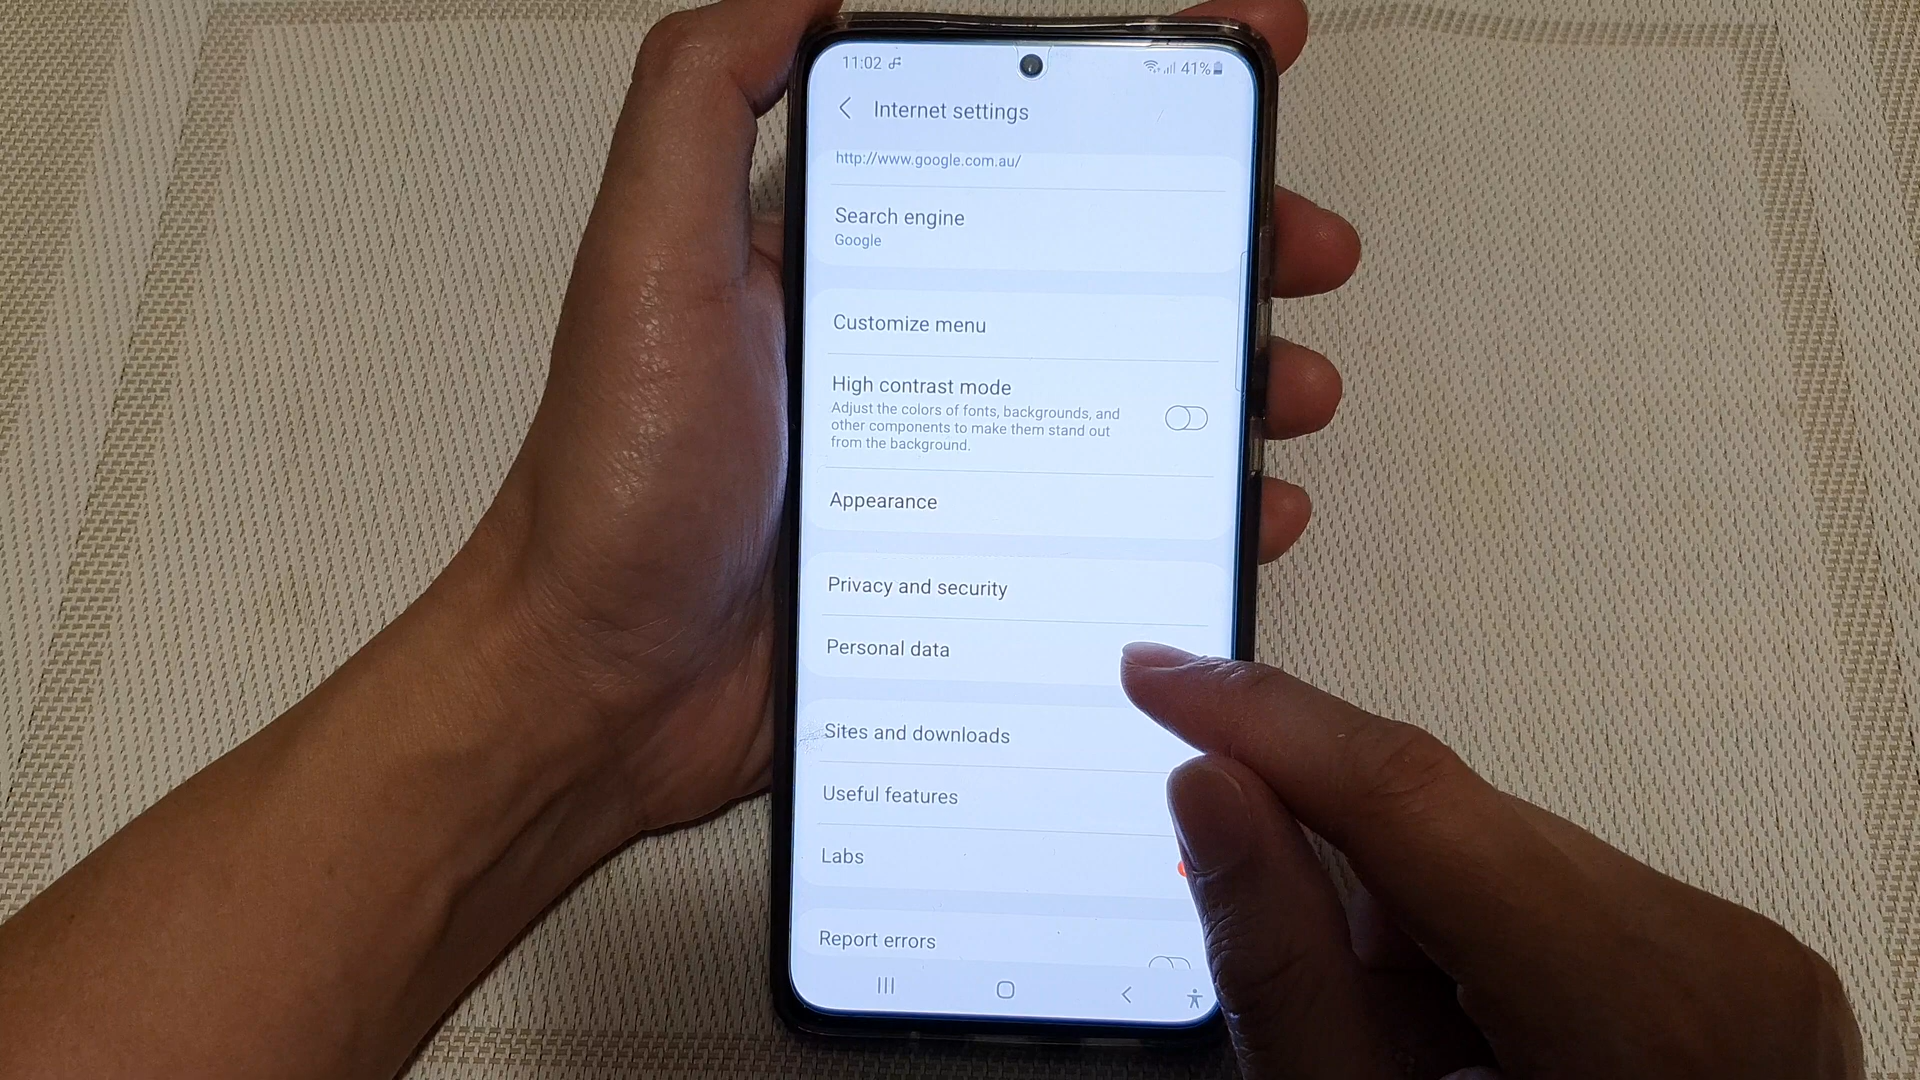 11:02 41%
Internet settings
http://www.google.com.au/
Search engine
Google
Customize menu
High contrast mode
Adjust the colors of fonts, backgrounds, and
other components to make them stand out
from the background.
Appearance
Privacy and security
Personal data
Sites and downloads
Useful features
Labs
Report errors